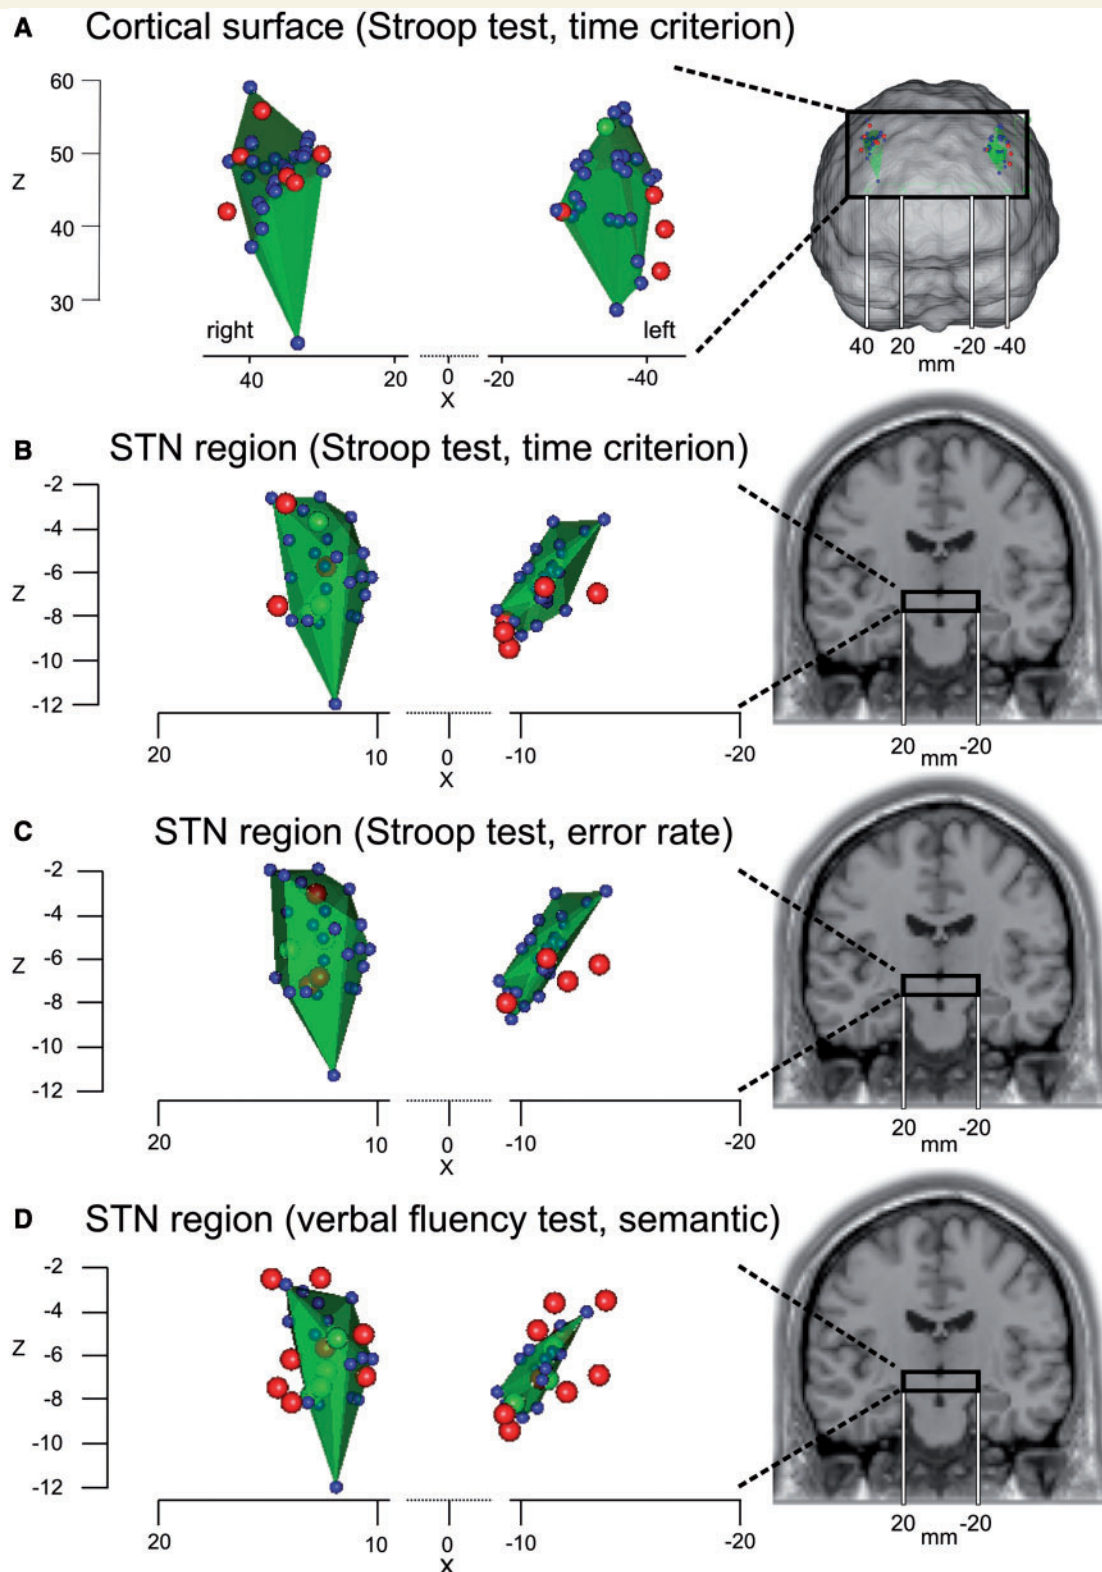 A Cortical surface (Stroop test, time criterion)
60
50
Z
40
30
right
left
40
20
0
-20
-40
X
40 20 -20 -40
mm
B STN region (Stroop test, time criterion)
-2
-4
-6
Z
-8
-10
-12
20
10
0
-10
-20
X
20 -20
mm
C STN region (Stroop test, error rate)
-2
-4
-6
Z
-8
-10
-12
20
10
0
-10
-20
X
20 -20
mm
D STN region (verbal fluency test, semantic)
-2
-4
Z
-6
-8
-10
-12
20
10
0
-10
-20
X
20 -20
mm